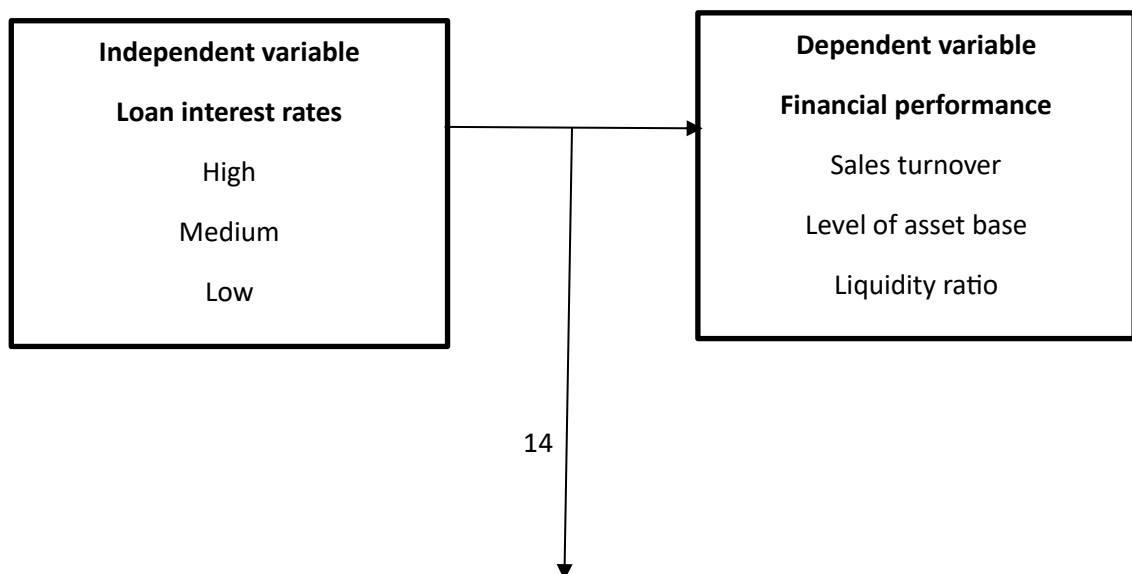 Independent variable
Loan interest rates
High
Medium
Low
Dependent variable
Financial performance
Sales turnover
Level of asset base
Liquidity ratio
14